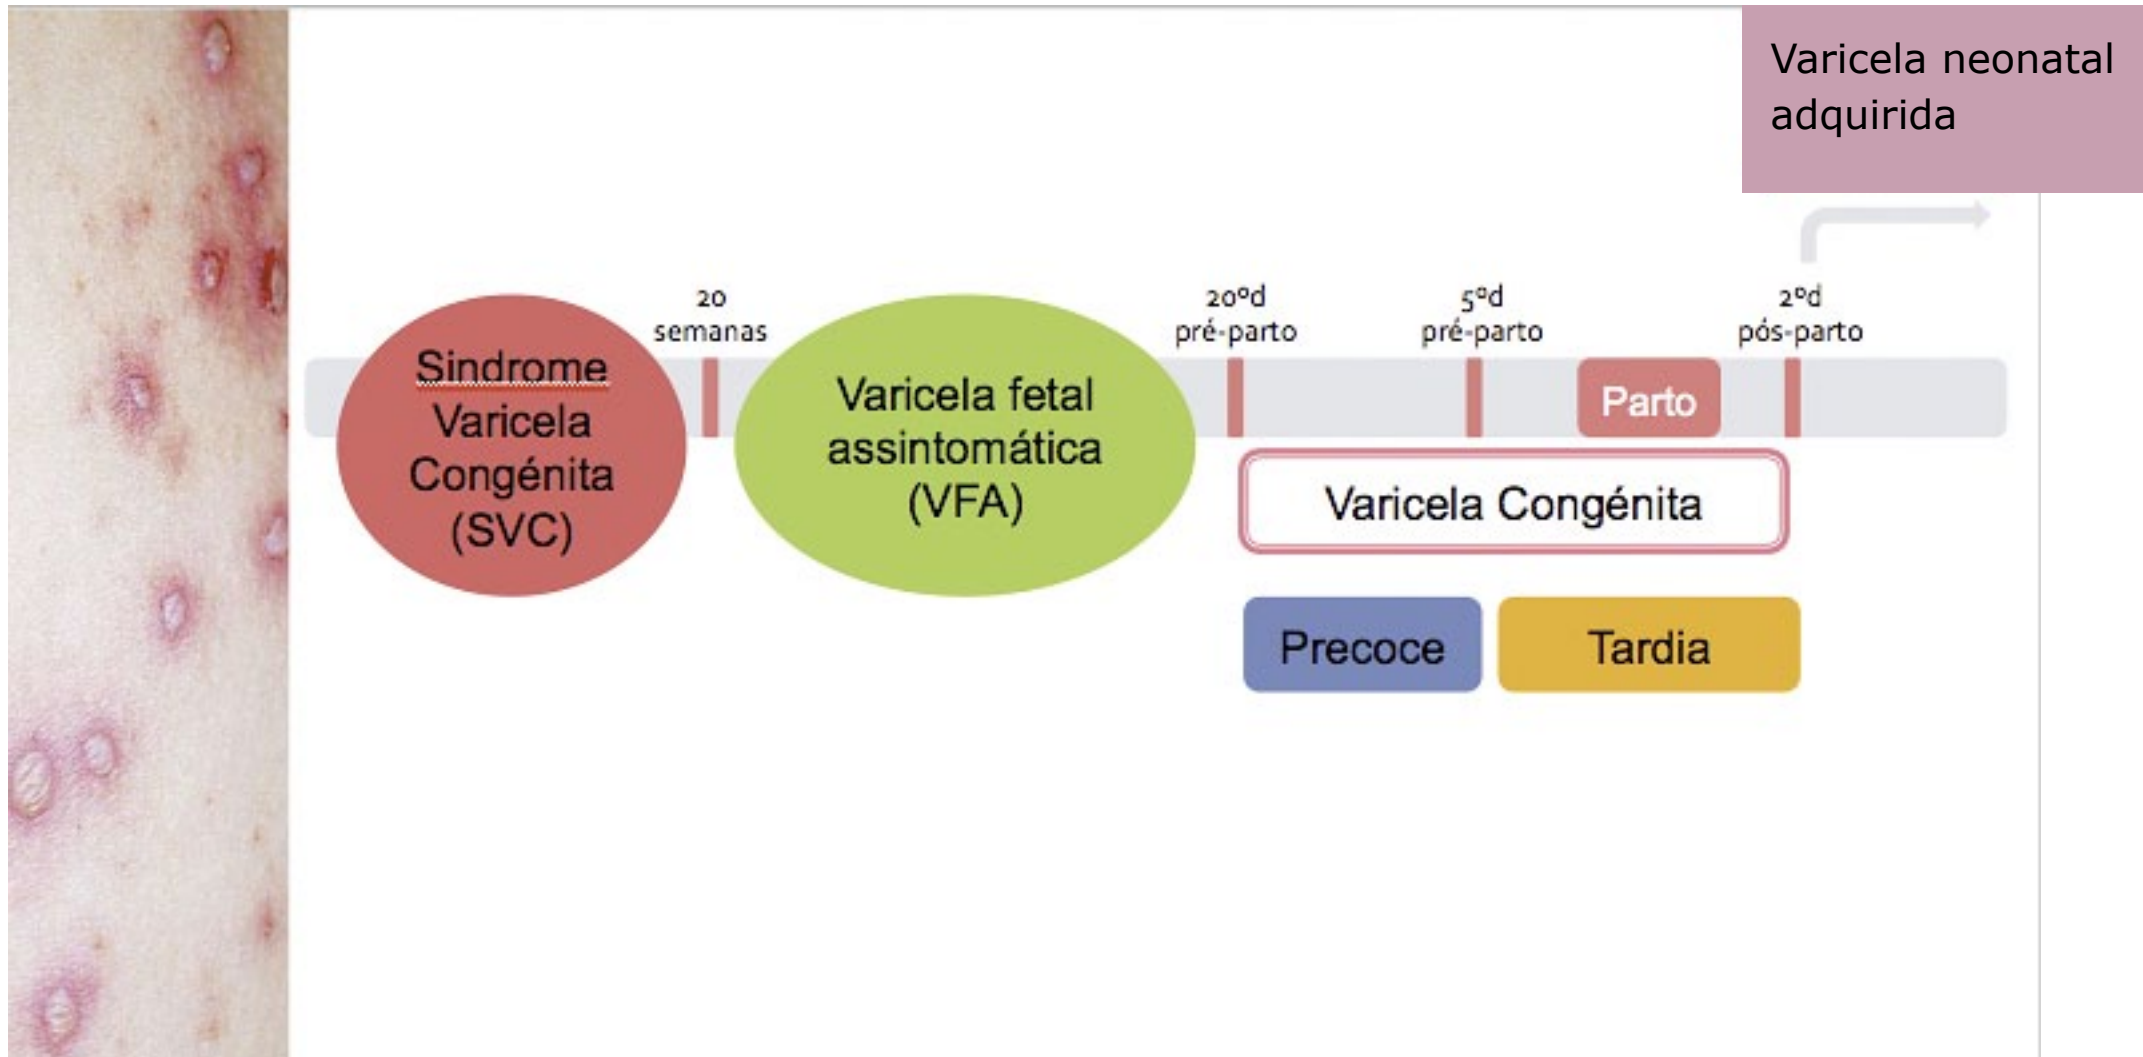 Varicela neonatal
adquirida
20
semanas
20ºd
pré-parto
5ºd
pré-parto
2ºd
pós-parto
Sindrome
Varicela
Congénita
(SVC)
Varicela fetal
assintomática
(VFA)
Parto
Varicela Congénita
Precoce
Tardia